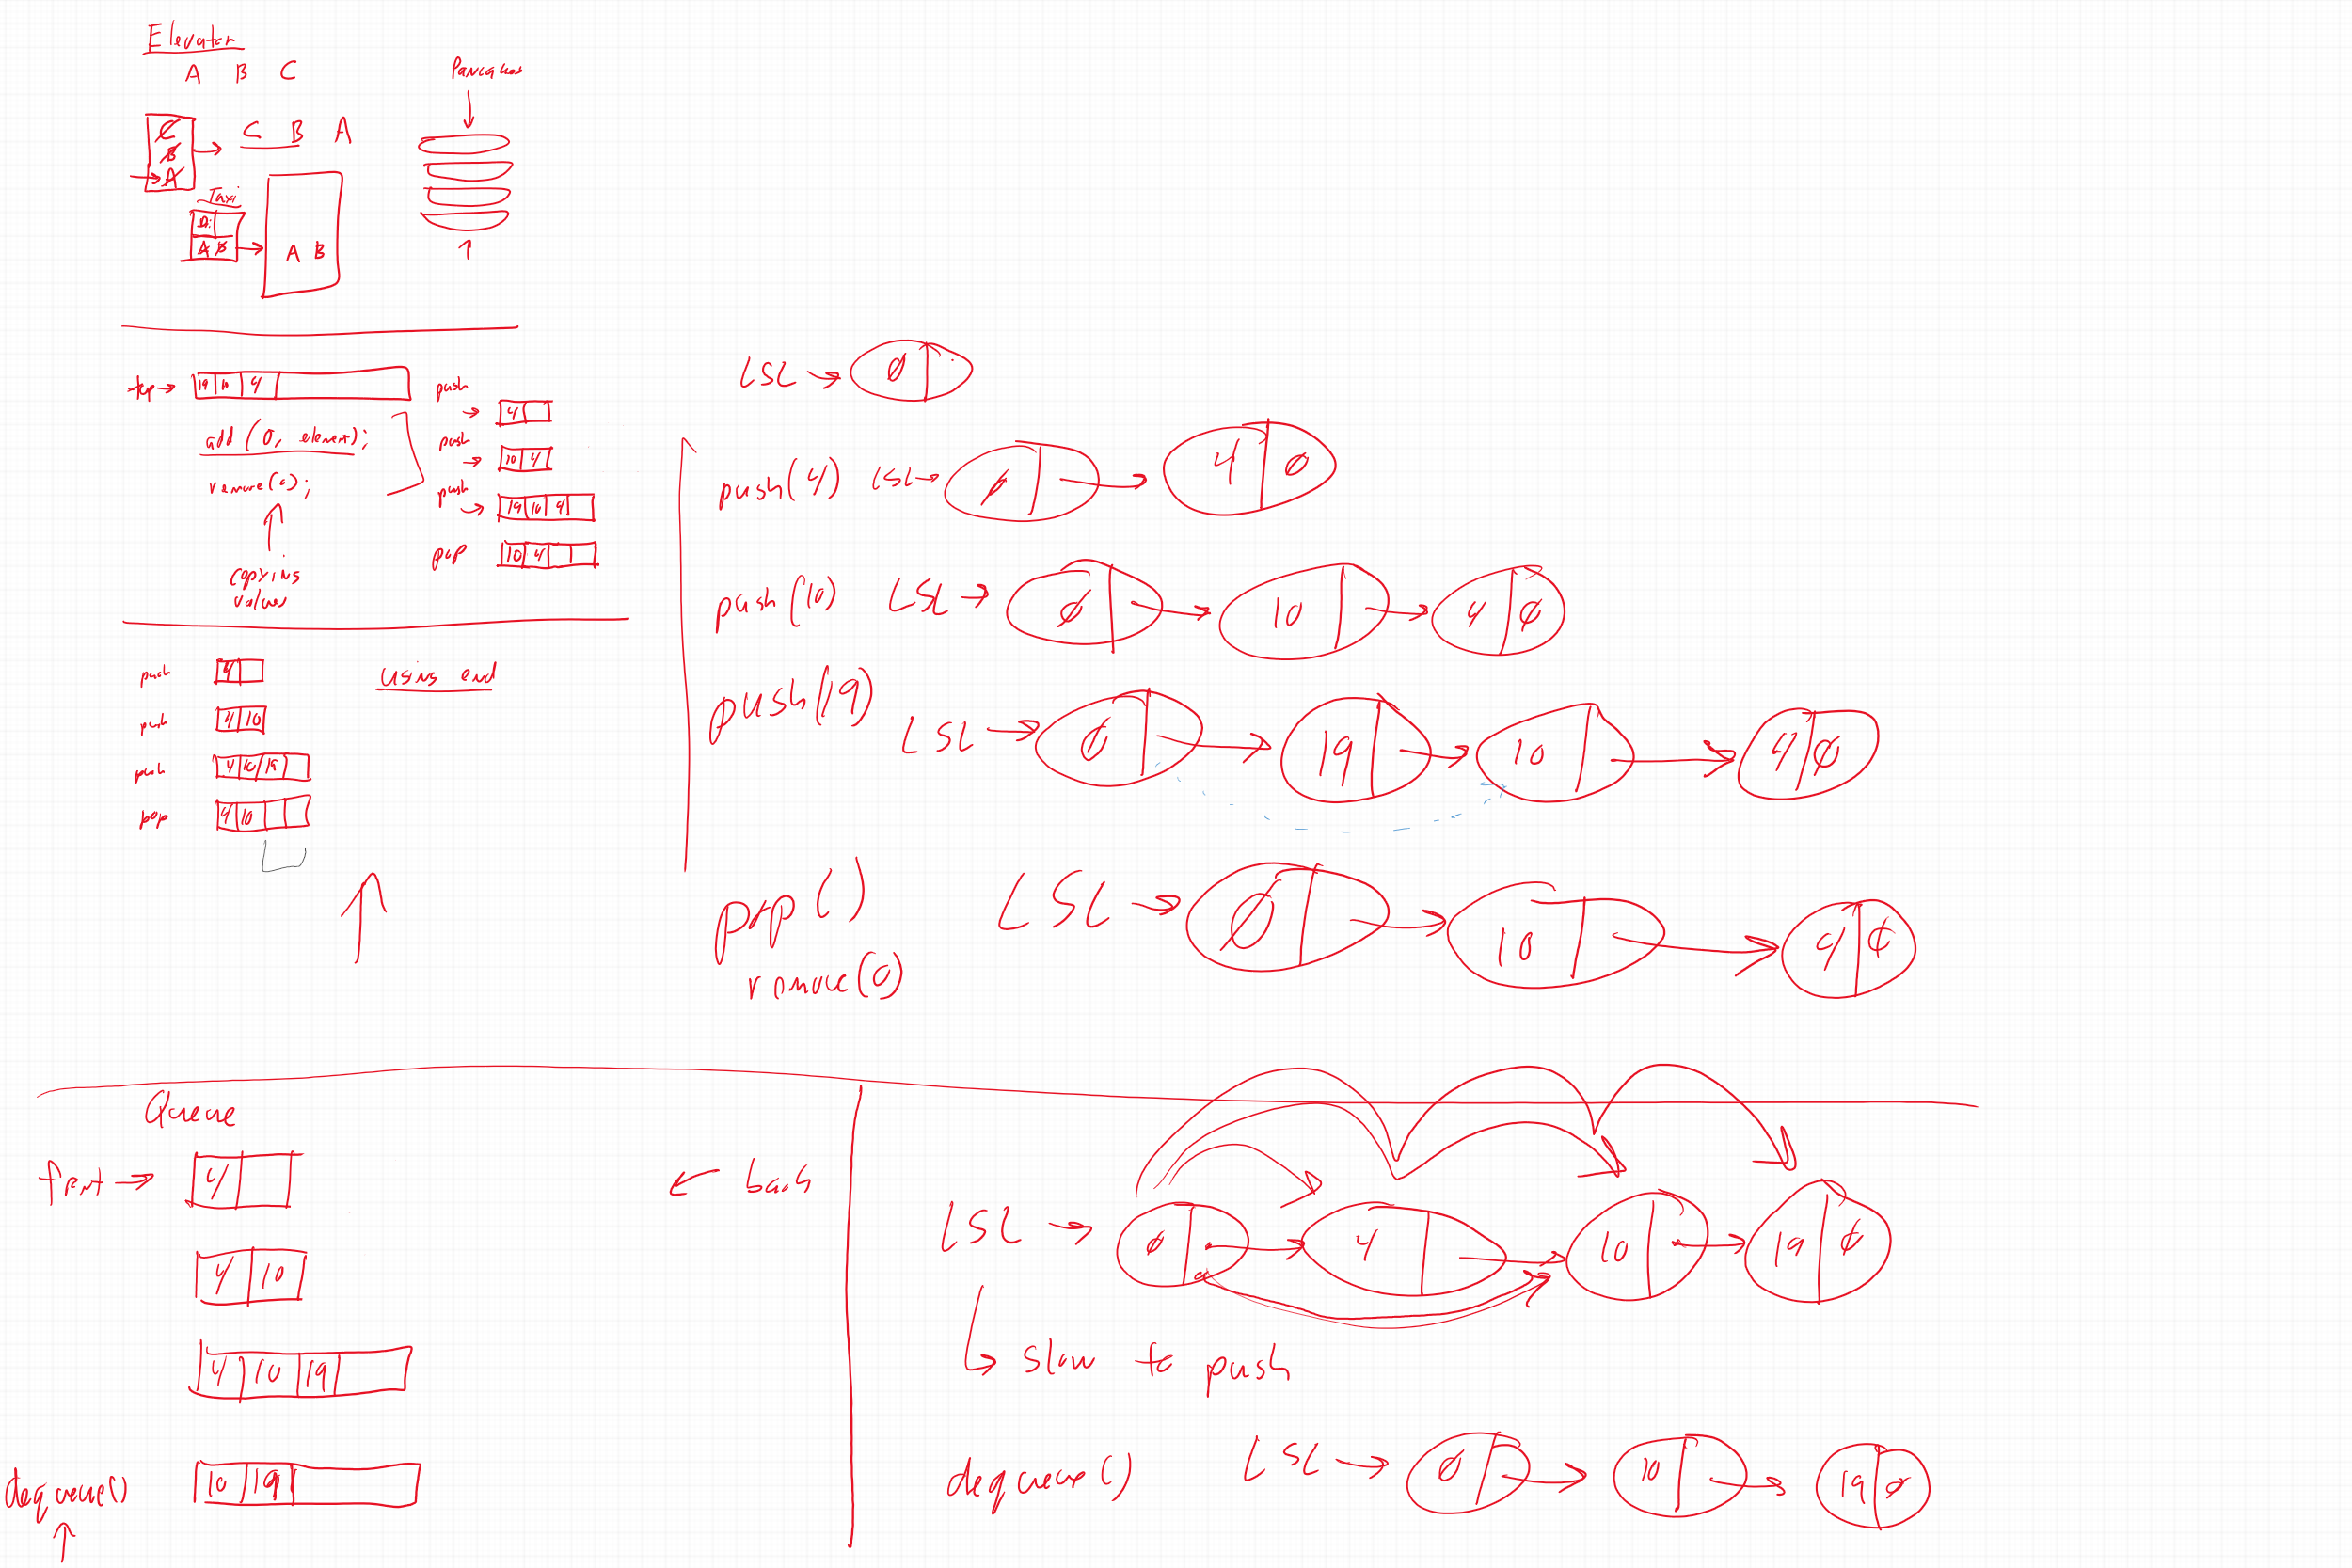 Elevator
A B C
C
B
A
C B A
Taxi
Di
A B
A B
Pancakes
top
19 10 4
add (0, element);
remove(0);
copying
values
push
4
push
10 4
push
19 10 4
pop
10 4
push
4
push
4 10
push
4 10 19
pop
4 10
using end
LSL Ø
push(4) LSL Ø 4 Ø
push(10) LSL Ø 10 4 Ø
push(19)
LSL Ø 19 10 4 Ø
pop() LSL Ø 10 4 Ø
remove(0)
Queue
front 4
back
4 10
4 10 19
dequeue() 10 19
LSL Ø 4 10 19 Ø
slow to push
dequeue() LSL Ø 10 19 Ø